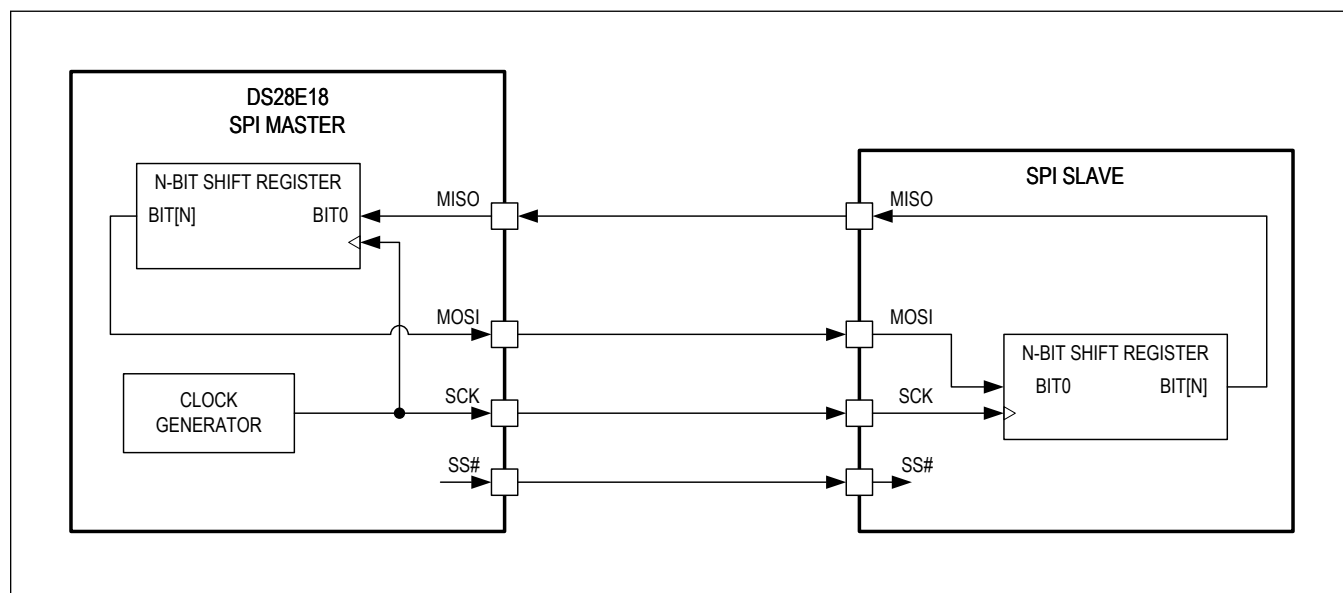 DS28E18
SPI MASTER
N-BIT SHIFT REGISTER
BIT[N] BIT0
MISO
MOSI
CLOCK
GENERATOR
SCK
SS#
SPI SLAVE
MISO
MOSI
N-BIT SHIFT REGISTER
BIT0 BIT[N]
SCK
SS#